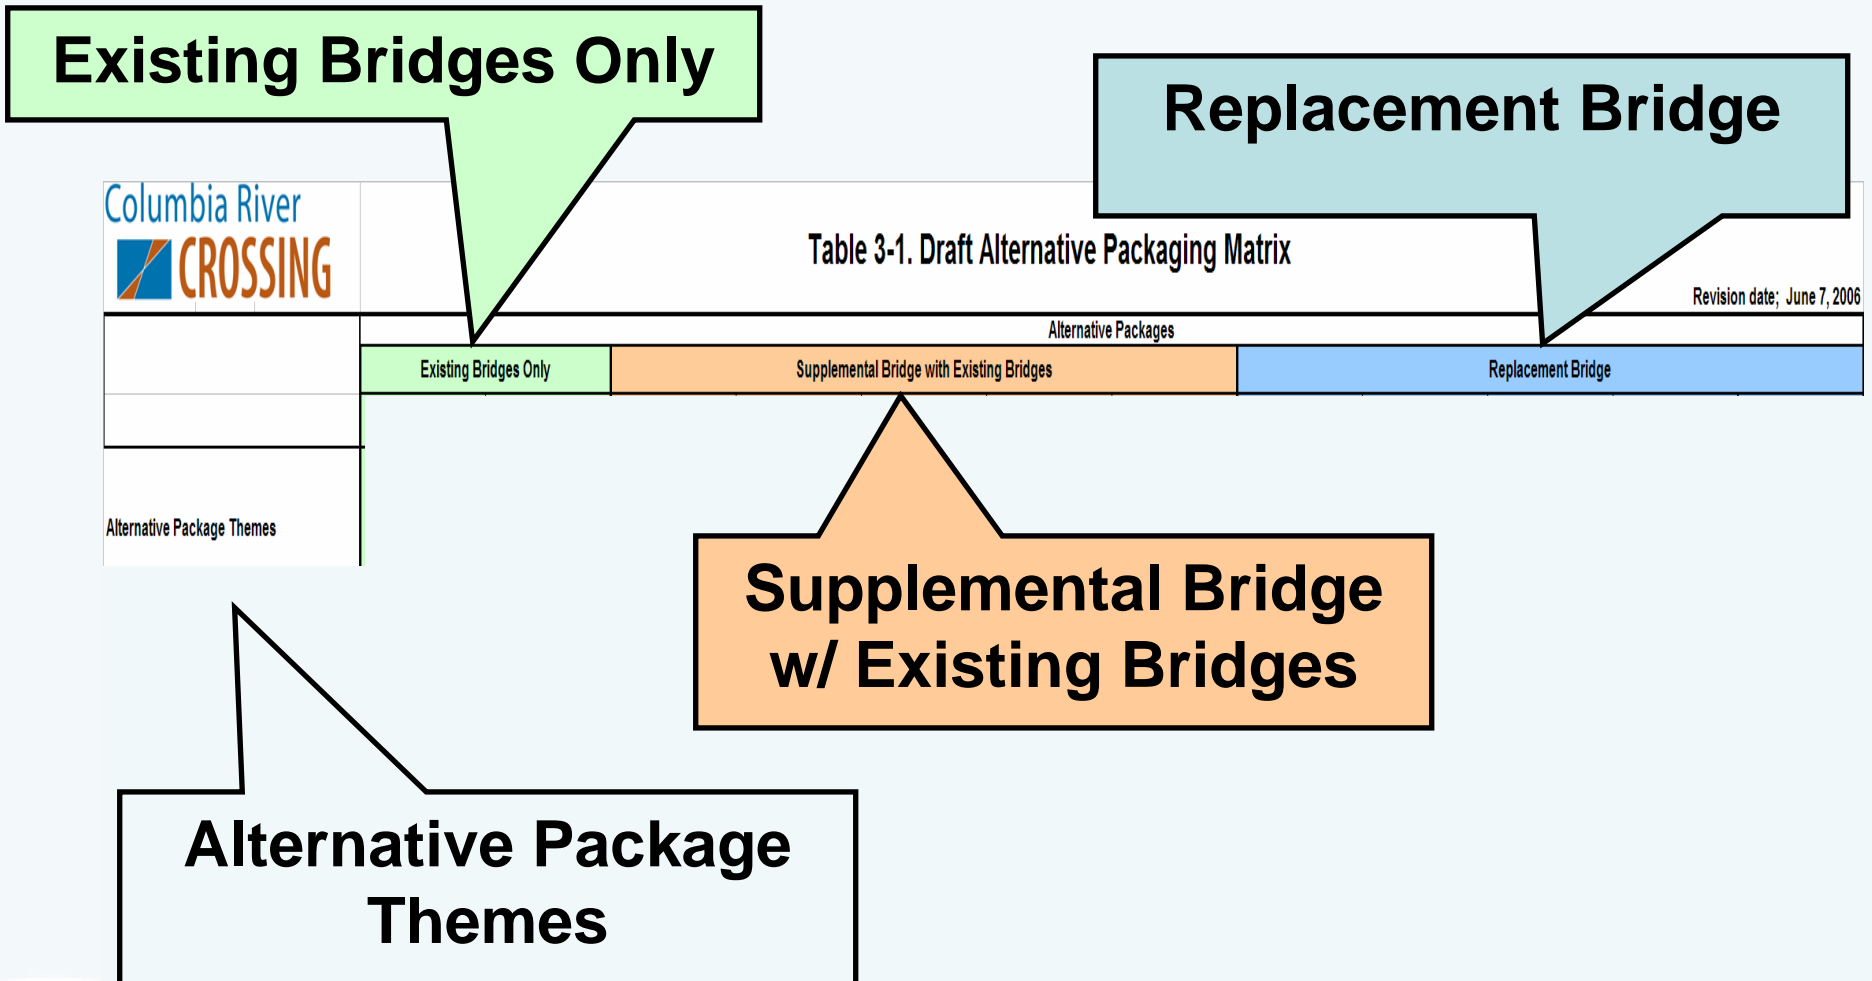 Existing Bridges Only
Replacement Bridge
Columbia River
CROSSING
Table 3-1. Draft Alternative Packaging Matrix
Revision date; June 7, 2006
Alternative Packages
Existing Bridges Only
Supplemental Bridge with Existing Bridges
Replacement Bridge
Alternative Package Themes
Supplemental Bridge
w/ Existing Bridges
Alternative Package
Themes